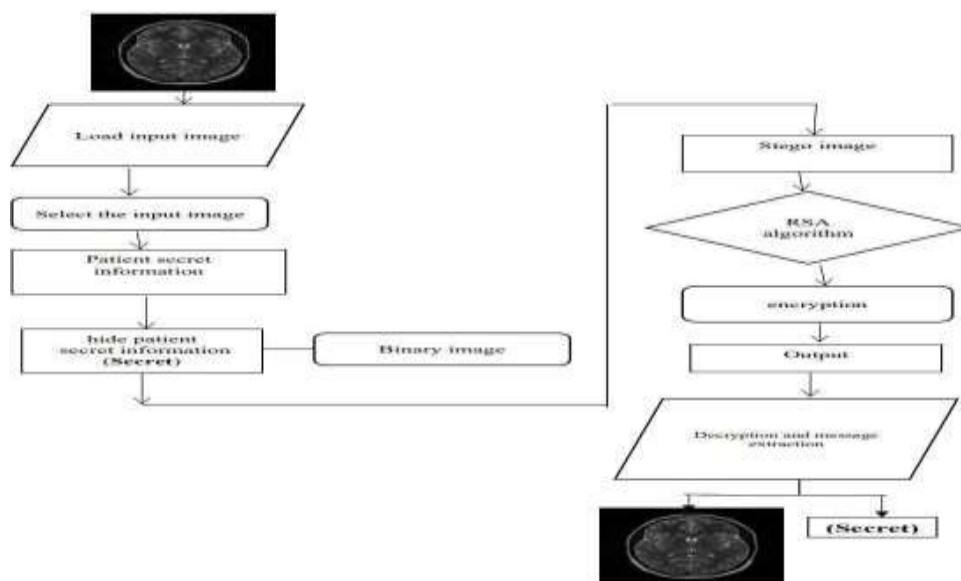 Load input image
Select the input image
Patient secret
information
hide patient
secret information
(Secret)
Binary image
Stego image
RSA
algorithm
encryption
Output
Decryption and message
extraction
(Secret)